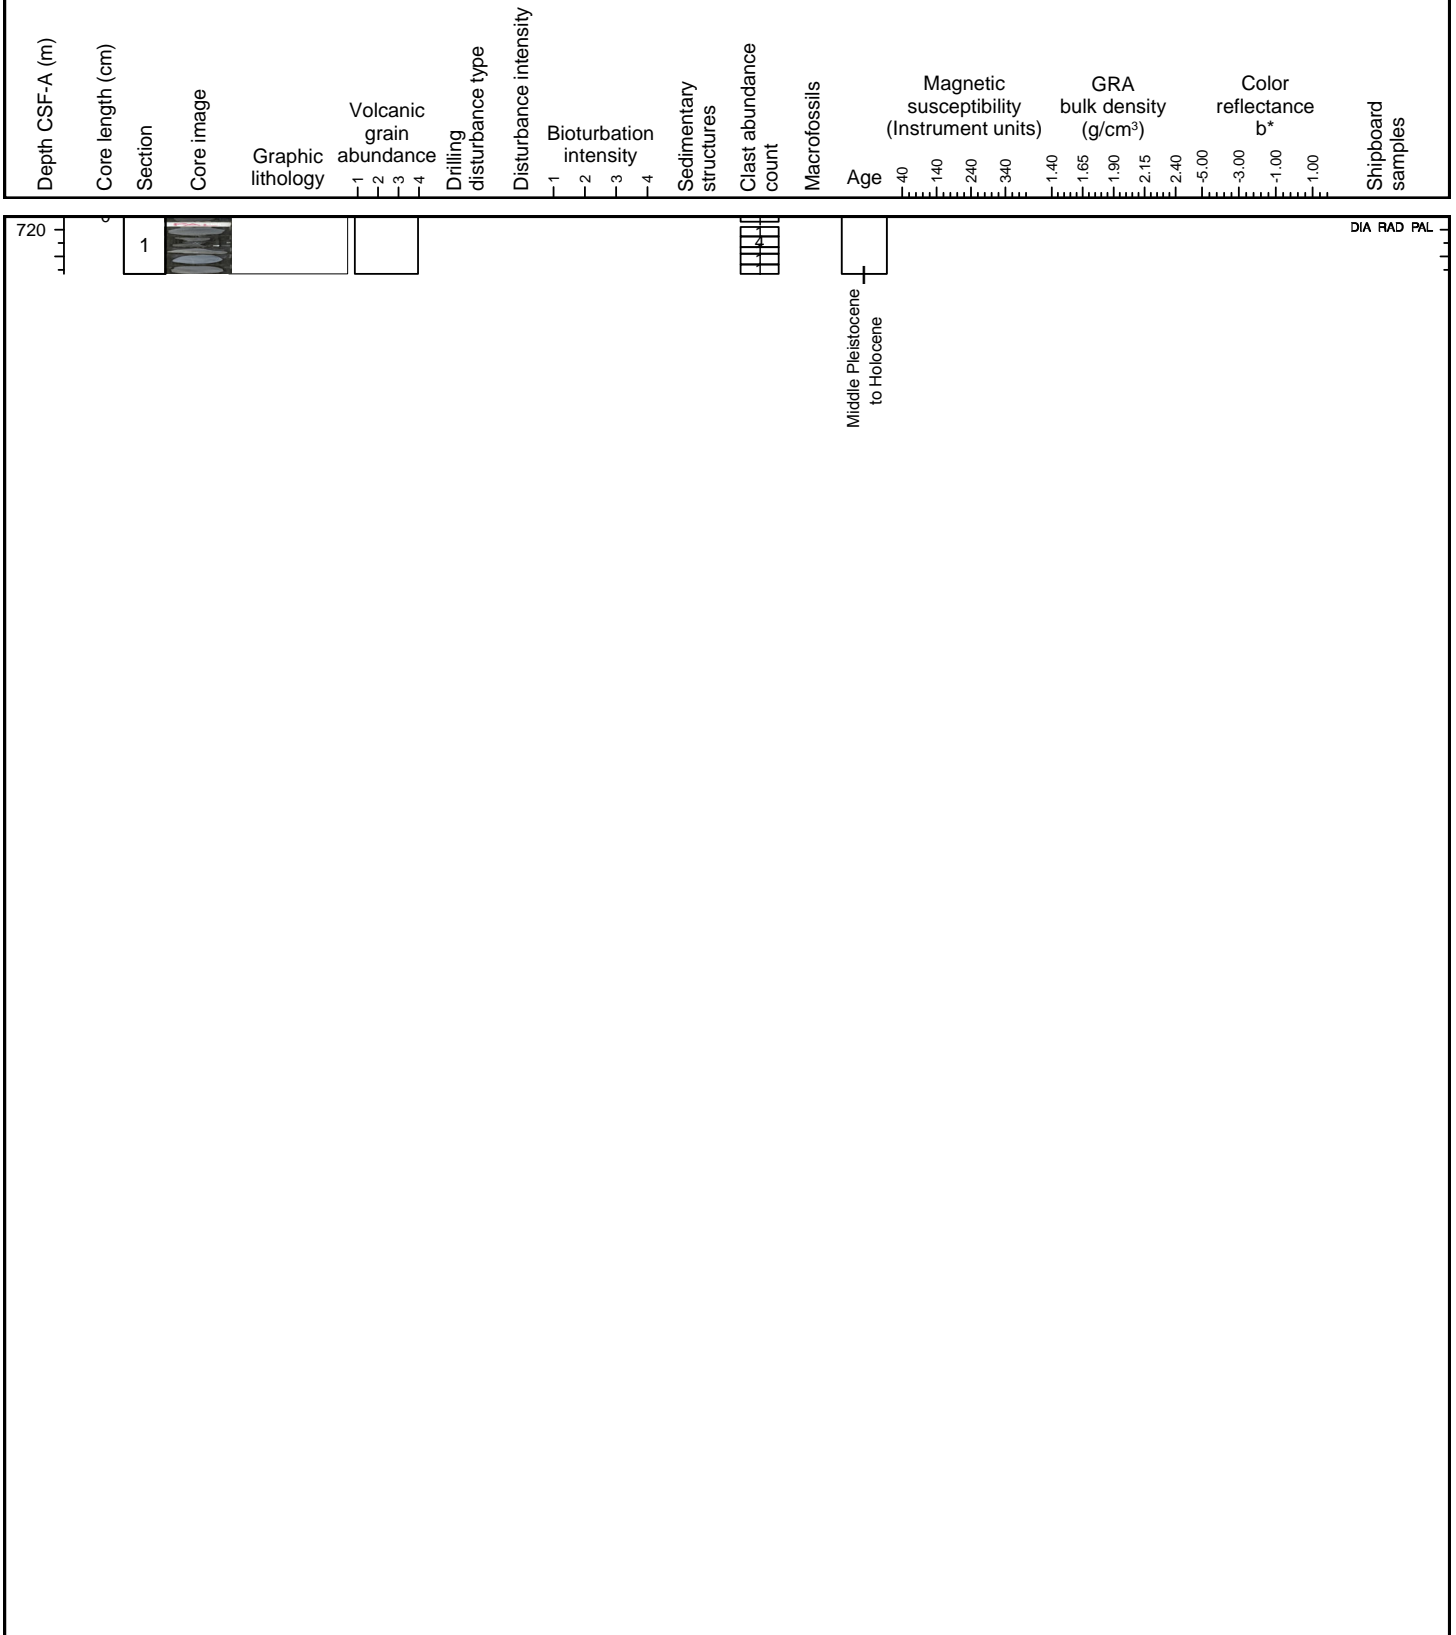 Depth CSF-A (m)
Core length (cm)
Section
Core image
Graphic
lithology
Volcanic
grain
abundance
1 2 3 4
Drilling
disturbance type
Disturbance intensity
Bioturbation
intensity
1 2 3 4
Sedimentary
structures
Clast abundance
count
Macrofossils
Age
Magnetic
susceptibility
(Instrument units)
40 140 240 340
GRA
bulk density
(g/cm³)
1.40 1.65 1.90 2.15 2.40
Color
reflectance
b*
-5.00 -3.00 -1.00 1.00
Shipboard
samples
720
1
4
DIA RAD PAL
Middle Pleistocene
to Holocene